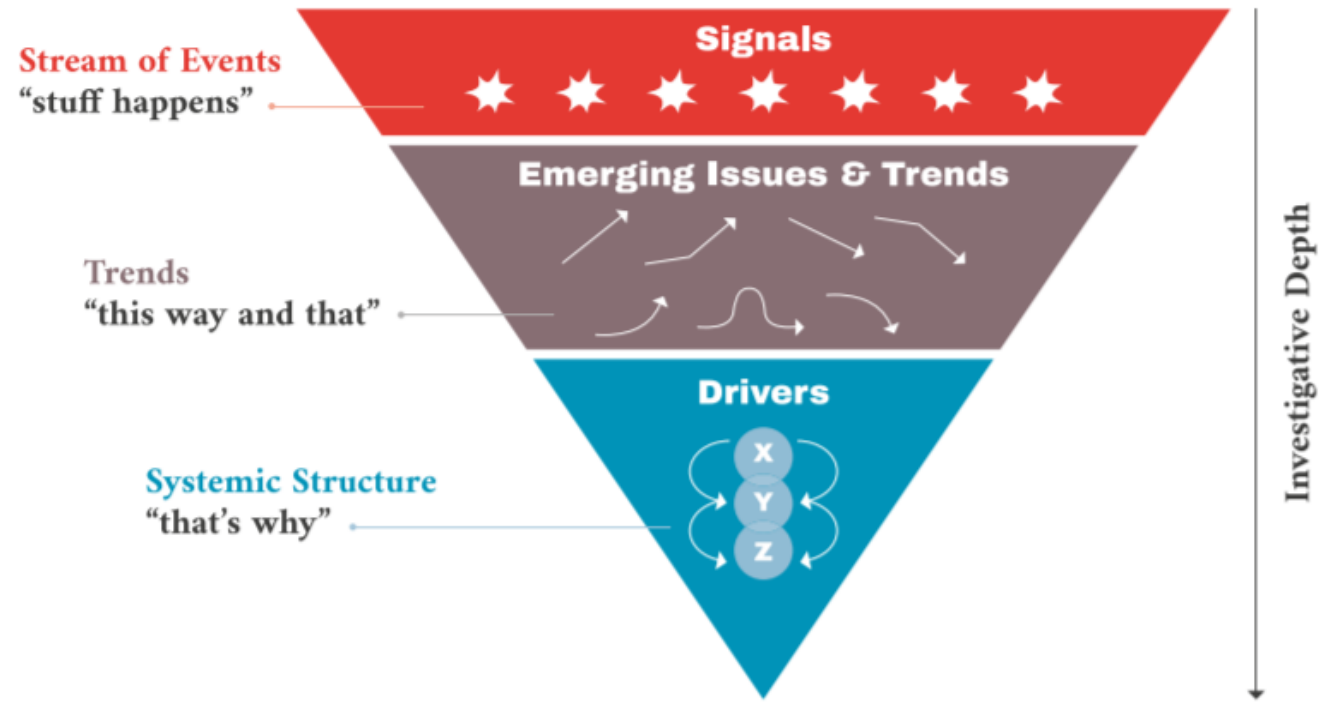 Signals
Stream of Events
“stuff happens”
Emerging Issues & Trends
Trends
“this way and that”
Drivers
X
Y
Z
Systemic Structure
“that’s why”
Investigative Depth